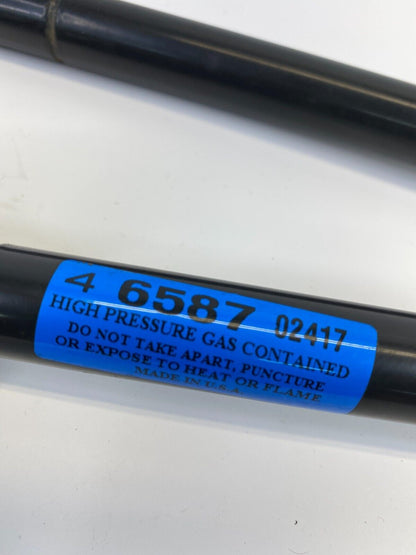 4 6587 02417
HIGH PRESSURE GAS CONTAINED
DO NOT TAKE APART, PUNCTURE
OR EXPOSE TO HEAT OR FLAME
MADE IN U.S.A.